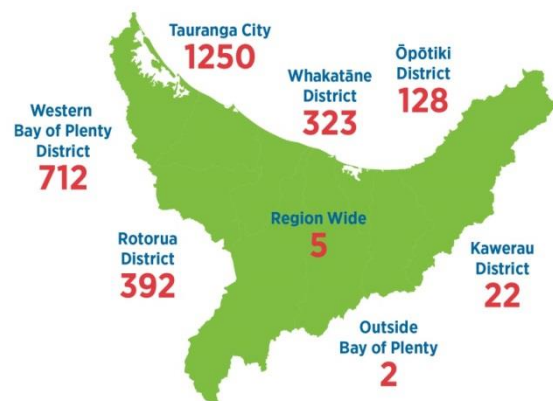 Tauranga City
1250
Whakatāne
District
323
Ōpōtiki
District
128
Western
Bay of Plenty
District
712
Region Wide
5
Rotorua
District
392
Kawerau
District
22
Outside
Bay of Plenty
2